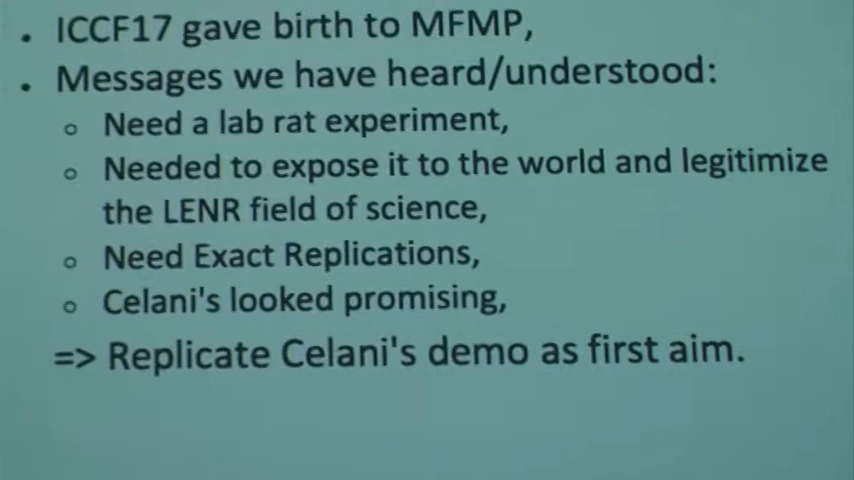 . ICCF17 gave birth to MFMP,
. Messages we have heard/understood:
o Need a lab rat experiment,
o Needed to expose it to the world and legitimize
the LENR field of science,
o Need Exact Replications,
o Celani's looked promising,
=> Replicate Celani's demo as first aim.